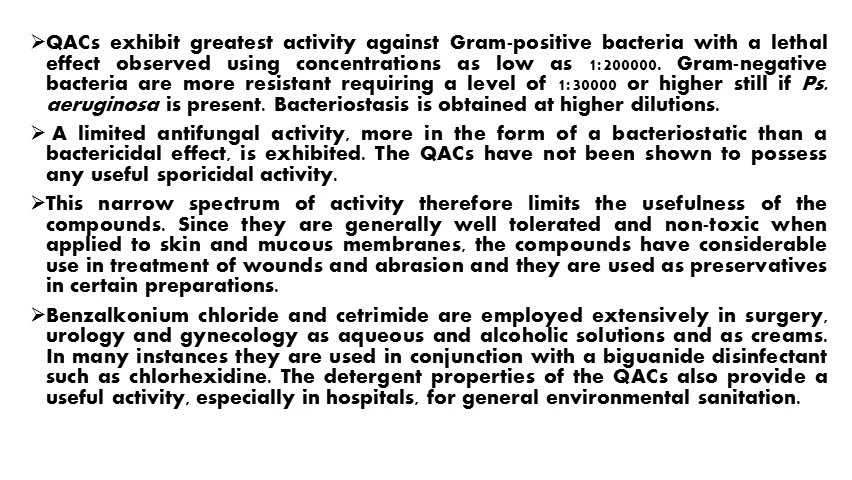 ➢QACs exhibit greatest activity against Gram-positive bacteria with a lethal
effect observed using concentrations as low as 1:200000. Gram-negative
bacteria are more resistant requiring a level of 1:30000 or higher still if Ps.
aeruginosa is present. Bacteriostasis is obtained at higher dilutions.
➢ A limited antifungal activity, more in the form of a bacteriostatic than a
bactericidal effect, is exhibited. The QACs have not been shown to possess
any useful sporicidal activity.
➢This narrow spectrum of activity therefore limits the usefulness of the
compounds. Since they are generally well tolerated and non-toxic when
applied to skin and mucous membranes, the compounds have considerable
use in treatment of wounds and abrasion and they are used as preservatives
in certain preparations.
➢Benzalkonium chloride and cetrimide are employed extensively in surgery,
urology and gynecology as aqueous and alcoholic solutions and as creams.
In many instances they are used in conjunction with a biguanide disinfectant
such as chlorhexidine. The detergent properties of the QACs also provide a
useful activity, especially in hospitals, for general environmental sanitation.